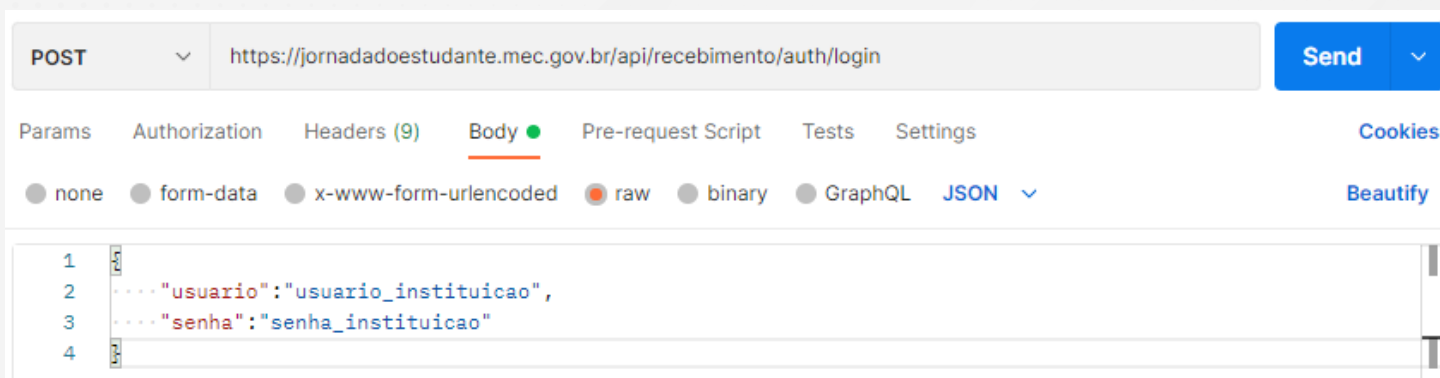 POST https://jornadadoestudante.mec.gov.br/api/recebimento/auth/login Send
Params Authorization Headers (9) Body Pre-request Script Tests Settings Cookies
none form-data x-www-form-urlencoded raw binary GraphQL JSON Beautify
1 {
2 "usuario":"usuario_instituicao",
3 "senha":"senha_instituicao"
4 }